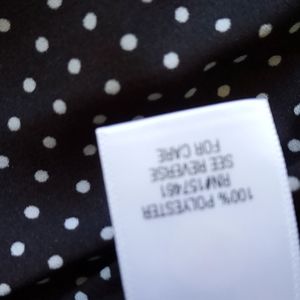 100% POLYESTER
RN#157461
SEE REVERSE
FOR CARE